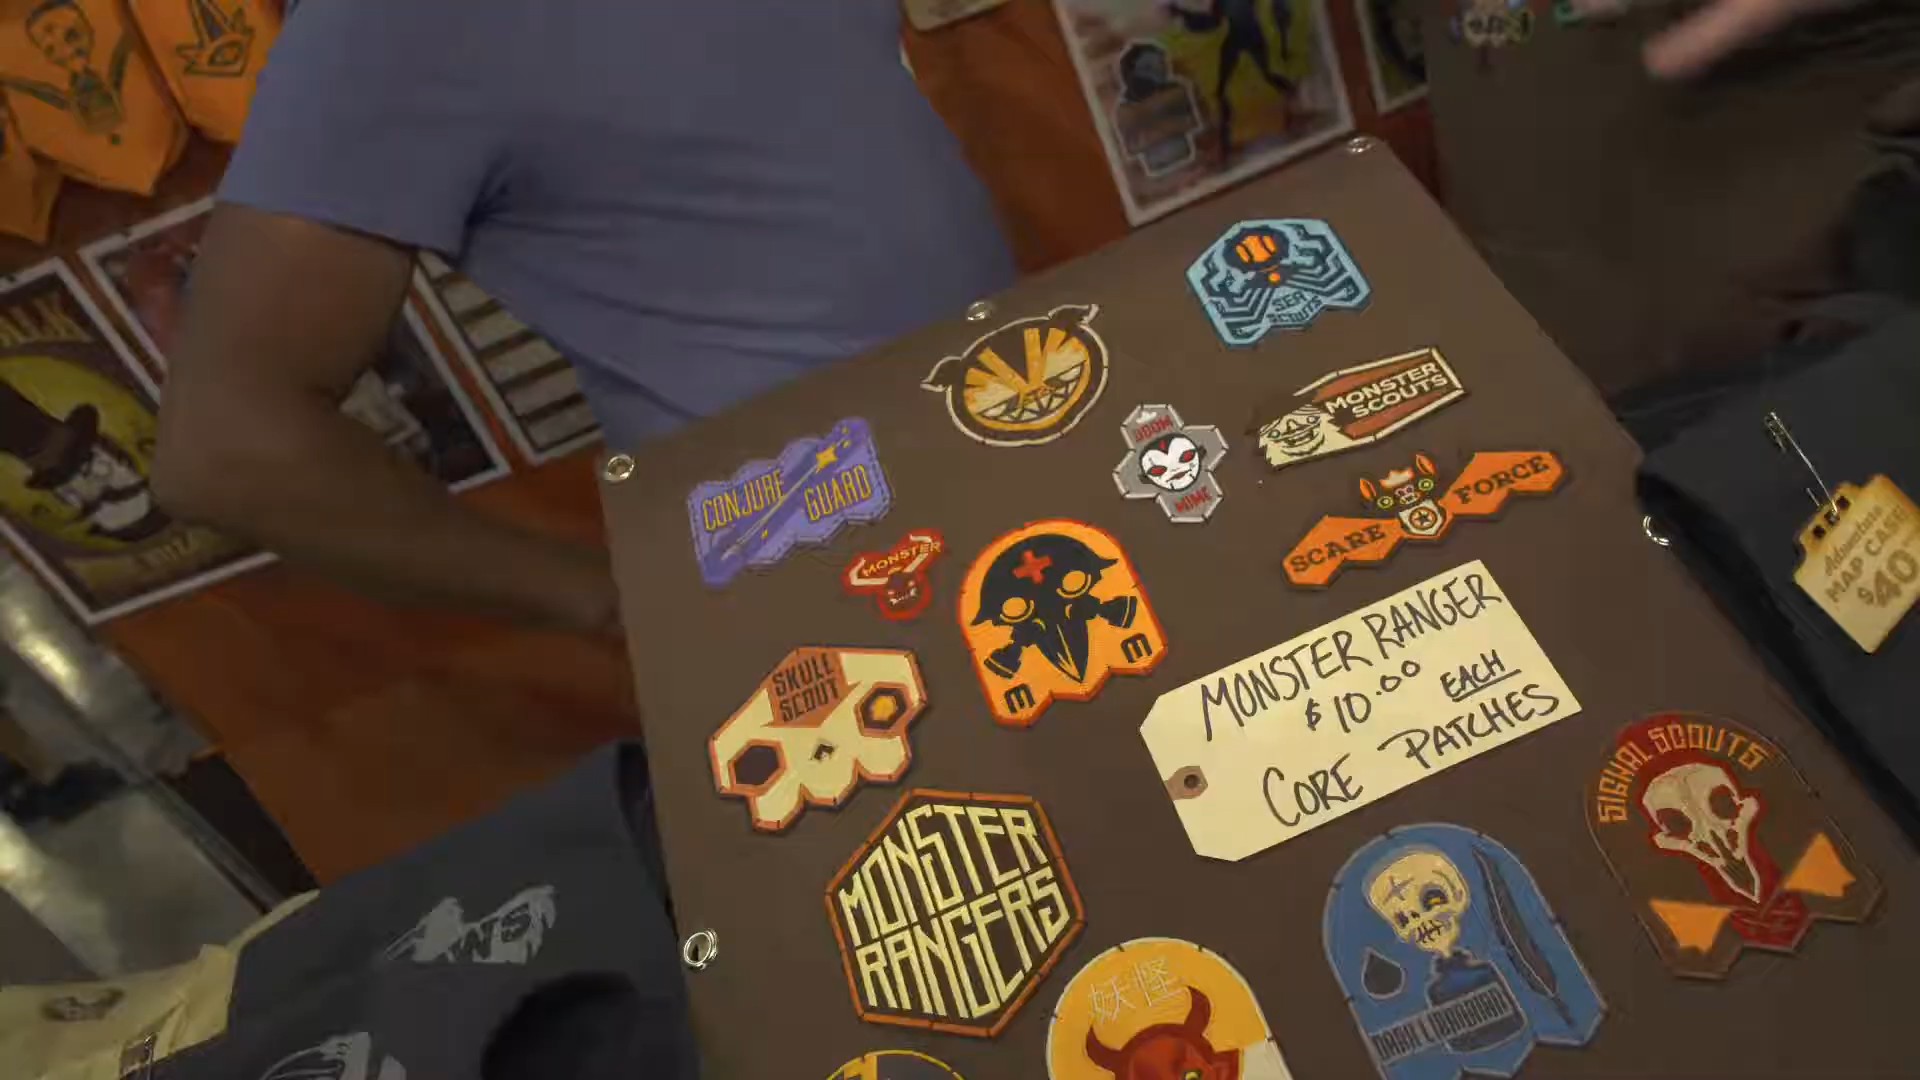 SEA
SCOUTS
MONSTER
SCOUTS
DOOM
MIME
CONJURE
GUARD
SCARE FORCE
MONSTER
SKULL
SCOUT
m m
MONSTER RANGER
$10.00 EACH
CORE PATCHES
Adventure
MAP CASE
$40
SIGNAL SCOUTS
MONSTER
RANGERS
妖怪
DARK LIBRARIAN